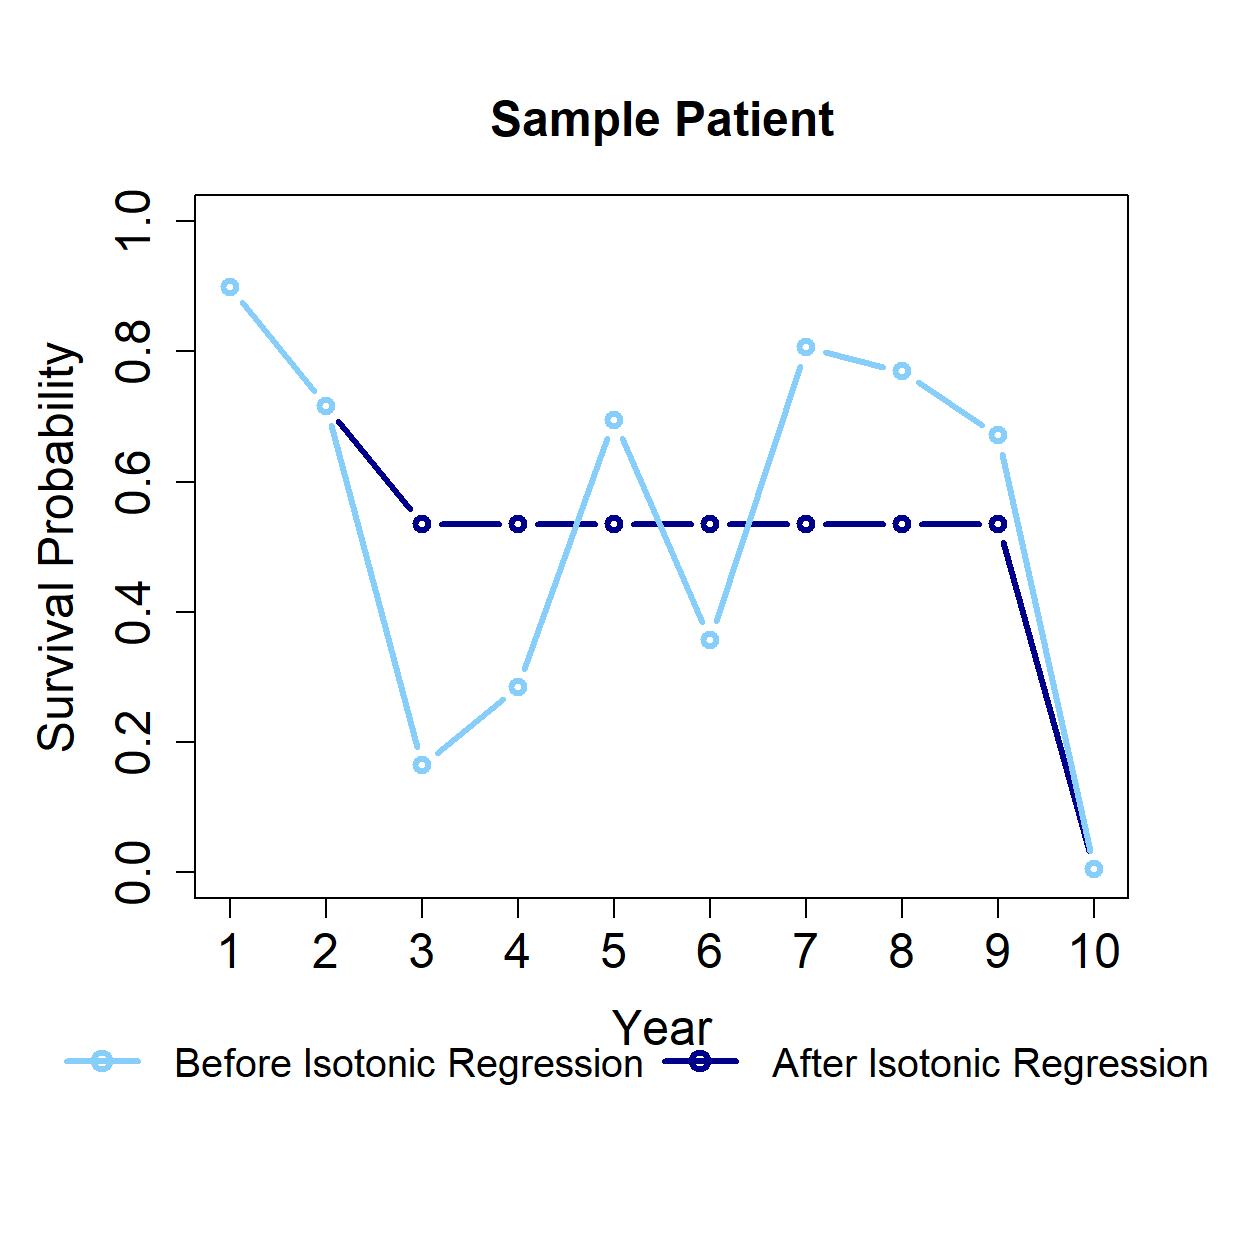 Sample Patient
Survival Probability
1.0
0.8
0.6
0.4
0.2
0.0
1 2 3 4 5 6 7 8 9 10
Year
Before Isotonic Regression After Isotonic Regression